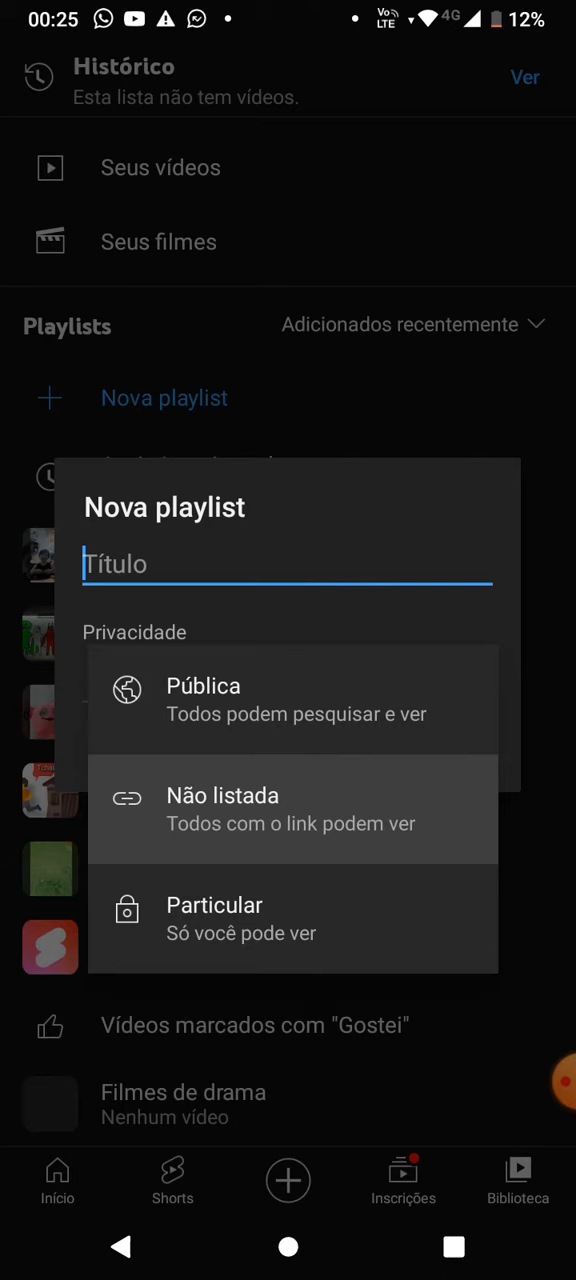 00:25
Vo LTE
4G
12%
Histórico
Esta lista não tem vídeos.
Ver
Seus vídeos
Seus filmes
Playlists
Adicionados recentemente
Nova playlist
Nova playlist
Título
Privacidade
Pública
Todos podem pesquisar e ver
Não listada
Todos com o link podem ver
Particular
Só você pode ver
Vídeos marcados com "Gostei"
Filmes de drama
Nenhum vídeo
Início
Shorts
Inscrições
Biblioteca